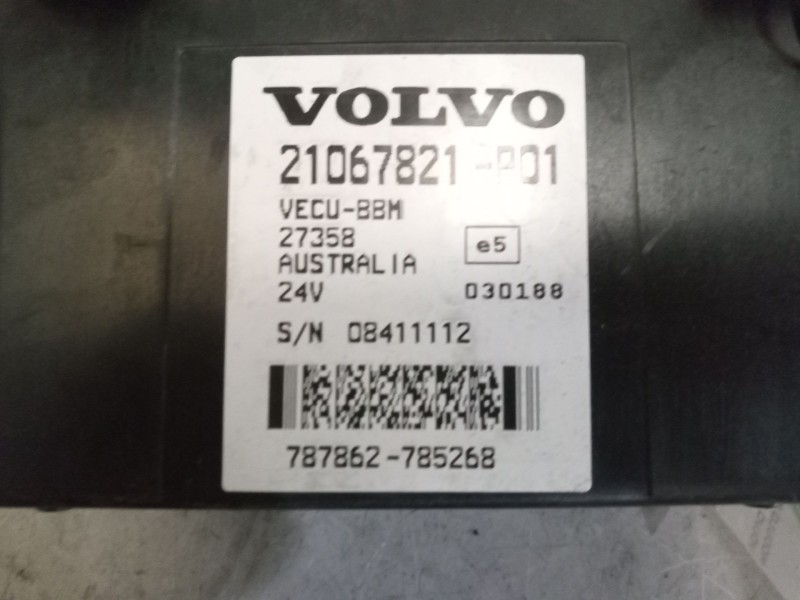 VOLVO
21067821-P01
VECU-BBM
27358
e5
AUSTRALIA
24V 030188
S/N 08411112
787862-785268